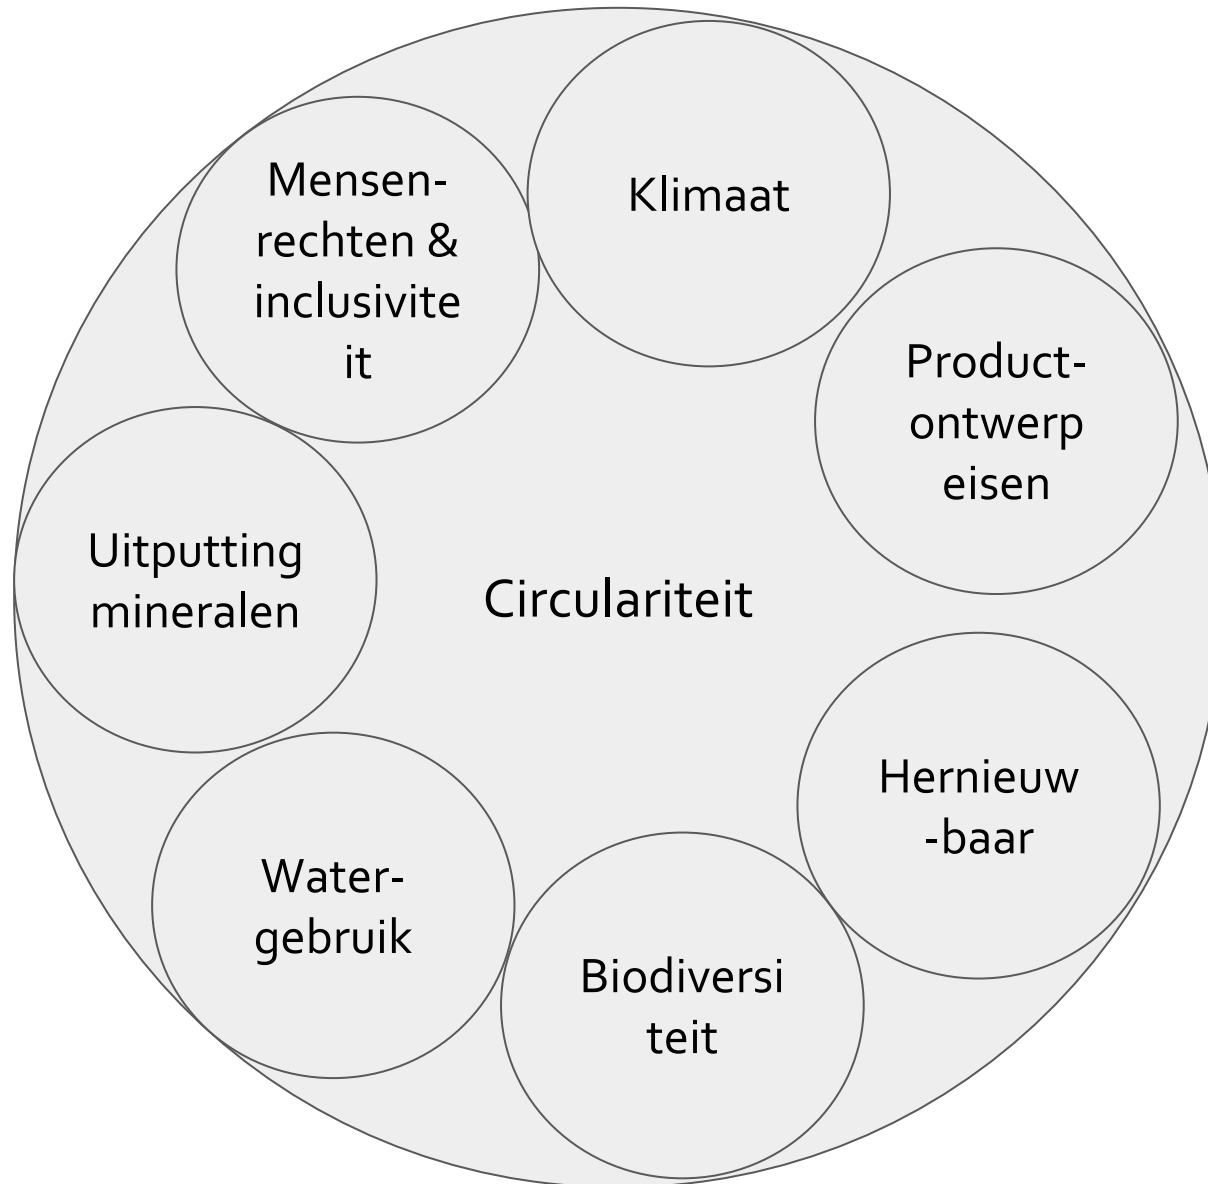 Klimaat
Mensen-
rechten &
inclusivite
it
Product-
ontwerp
eisen
Uitputting
mineralen
Circulariteit
Hernieuw
-baar
Water-
gebruik
Biodiversi
teit